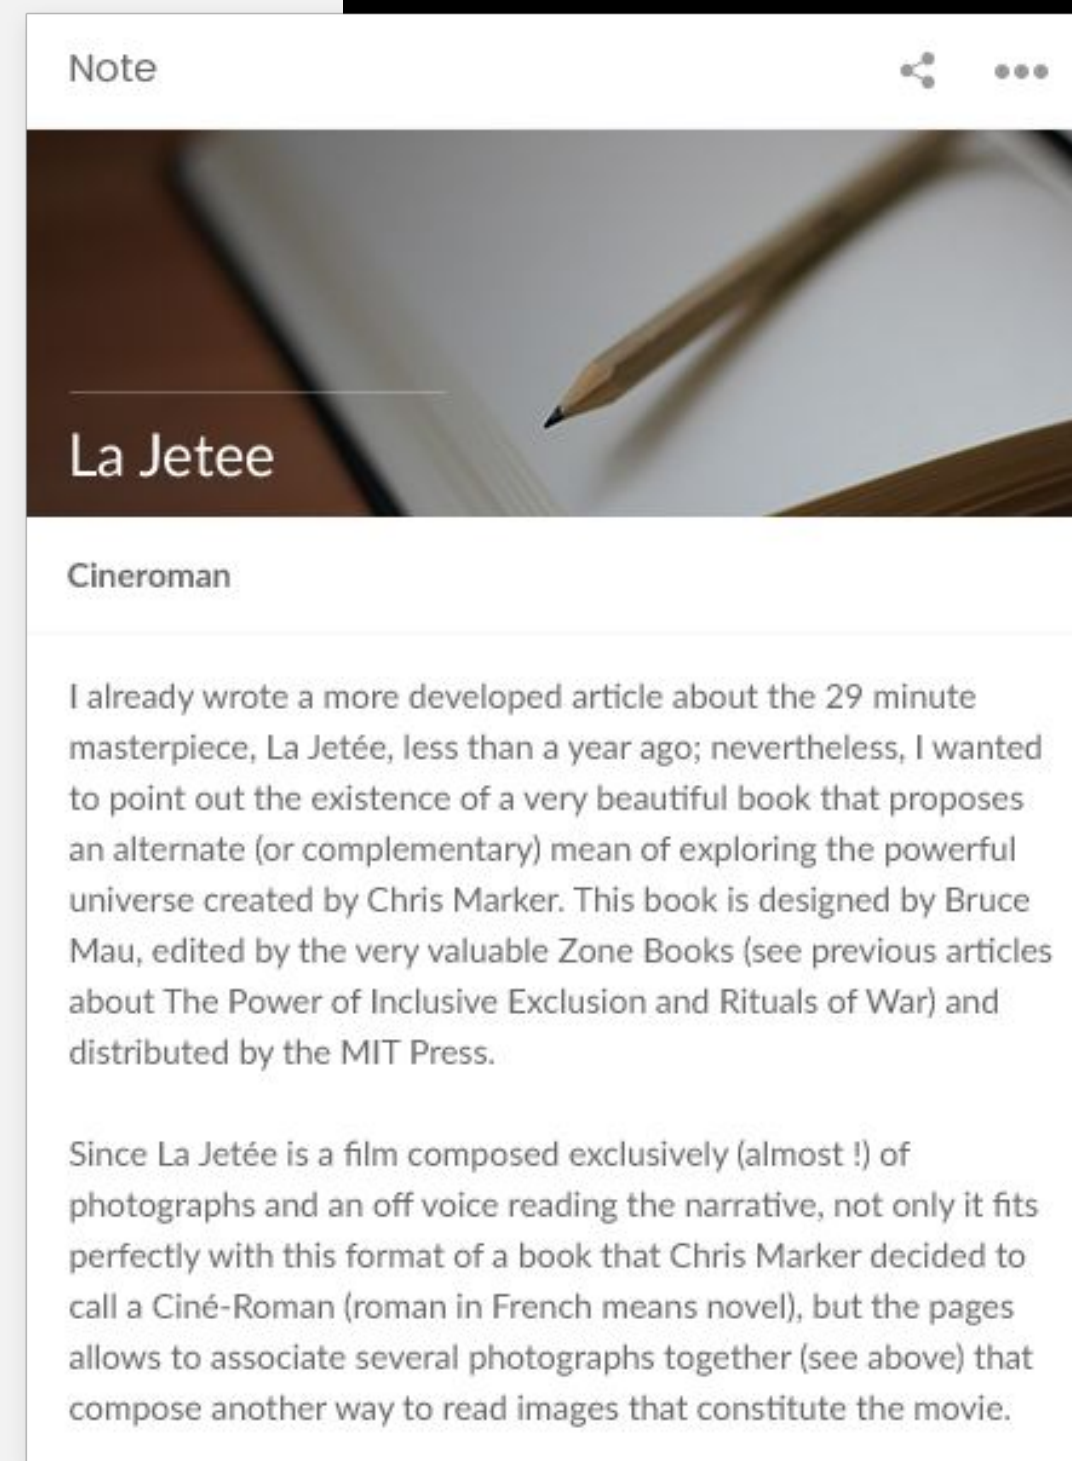 Note
La Jetee
Cineroman
I already wrote a more developed article about the 29 minute
masterpiece, La Jetée, less than a year ago; nevertheless, I wanted
to point out the existence of a very beautiful book that proposes
an alternate (or complementary) mean of exploring the powerful
universe created by Chris Marker. This book is designed by Bruce
Mau, edited by the very valuable Zone Books (see previous articles
about The Power of Inclusive Exclusion and Rituals of War) and
distributed by the MIT Press.
Since La Jetée is a film composed exclusively (almost !) of
photographs and an off voice reading the narrative, not only it fits
perfectly with this format of a book that Chris Marker decided to
call a Ciné-Roman (roman in French means novel), but the pages
allows to associate several photographs together (see above) that
compose another way to read images that constitute the movie.